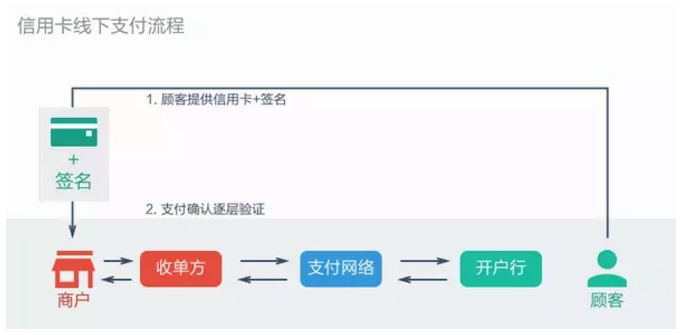 信用卡线下支付流程
1. 顾客提供信用卡+签名
+
签名
2. 支付确认逐层验证
收单方
支付网络
开户行
商户
顾客